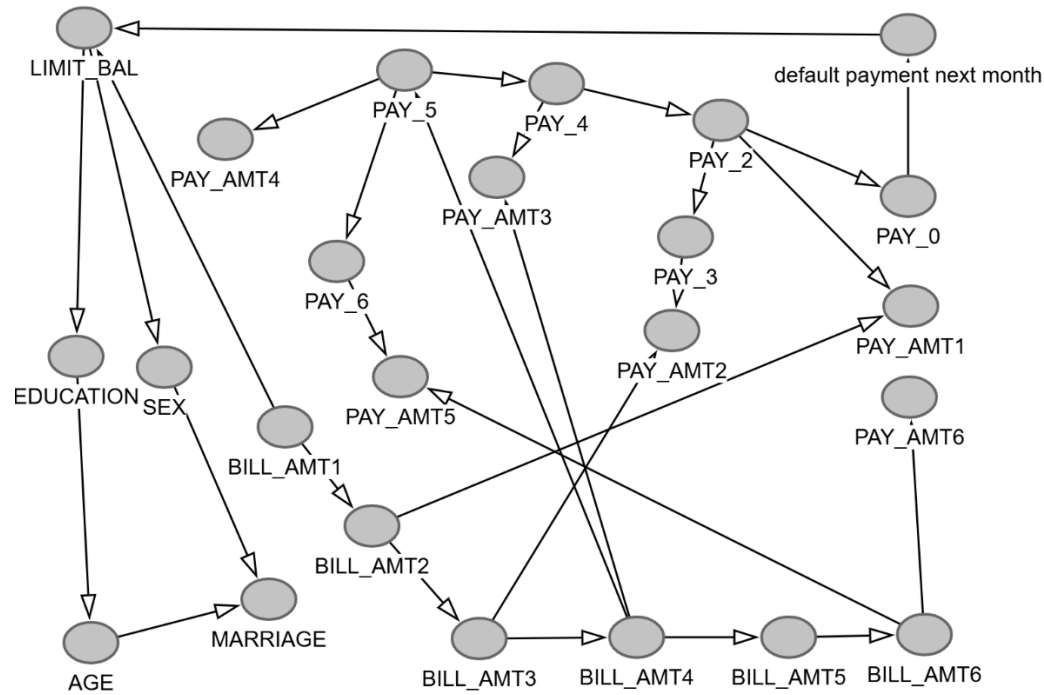 LIMIT_BAL
default payment next month
PAY_5
PAY_4
PAY_2
PAY_AMT4
PAY_AMT3
PAY_0
PAY_3
PAY_6
PAY_AMT1
PAY_AMT2
EDUCATION
SEX
PAY_AMT5
PAY_AMT6
BILL_AMT1
BILL_AMT2
MARRIAGE
AGE
BILL_AMT3
BILL_AMT4
BILL_AMT5
BILL_AMT6